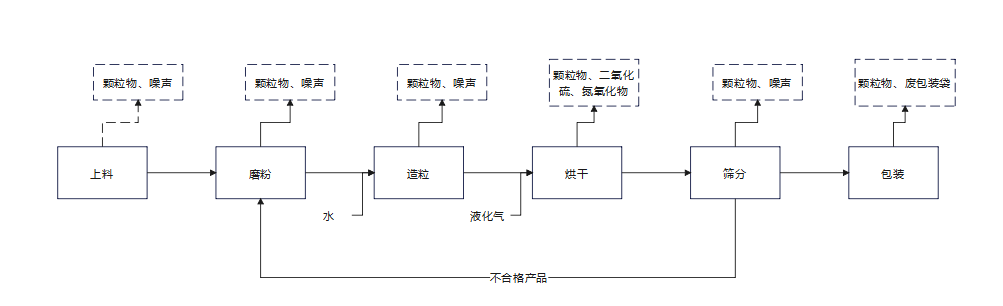 颗粒物、噪声
颗粒物、噪声
颗粒物、噪声
颗粒物、二氧化
硫、氮氧化物
颗粒物、噪声
颗粒物、废包装袋
上料
磨粉
造粒
烘干
筛分
包装
水
液化气
不合格产品